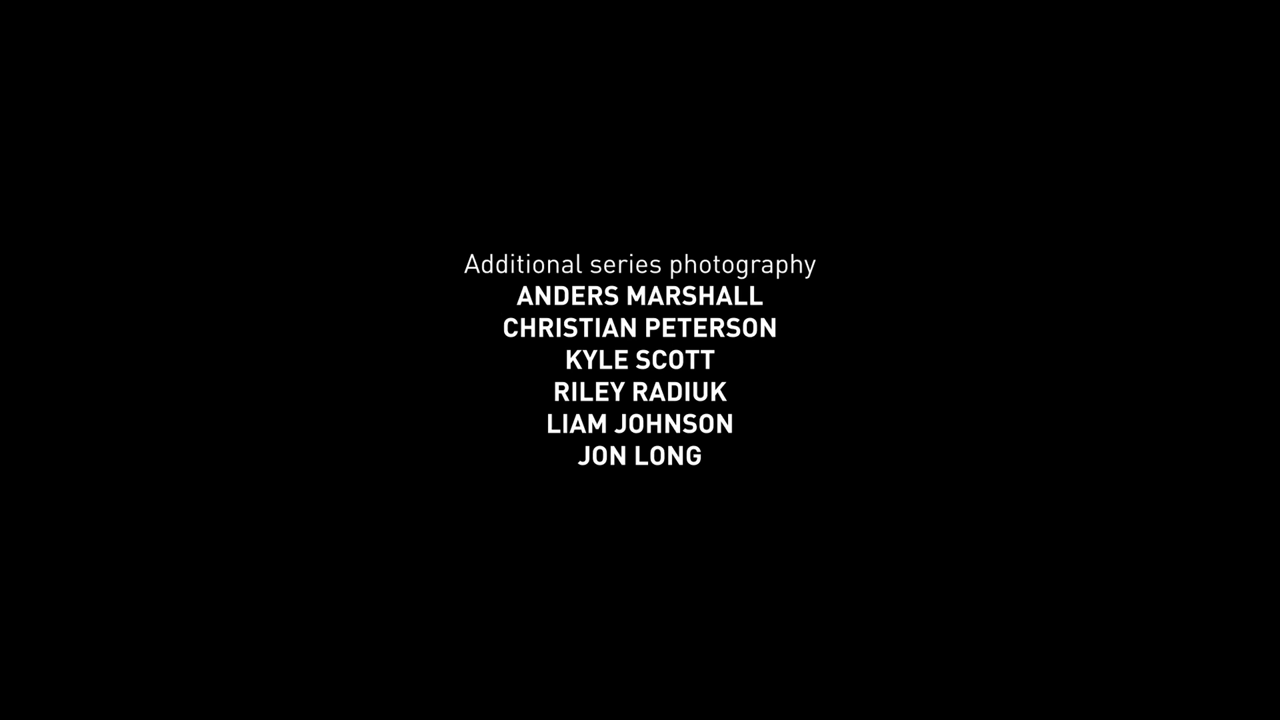 Additional series photography
ANDERS MARSHALL
CHRISTIAN PETERSON
KYLE SCOTT
RILEY RADIUK
LIAM JOHNSON
JON LONG